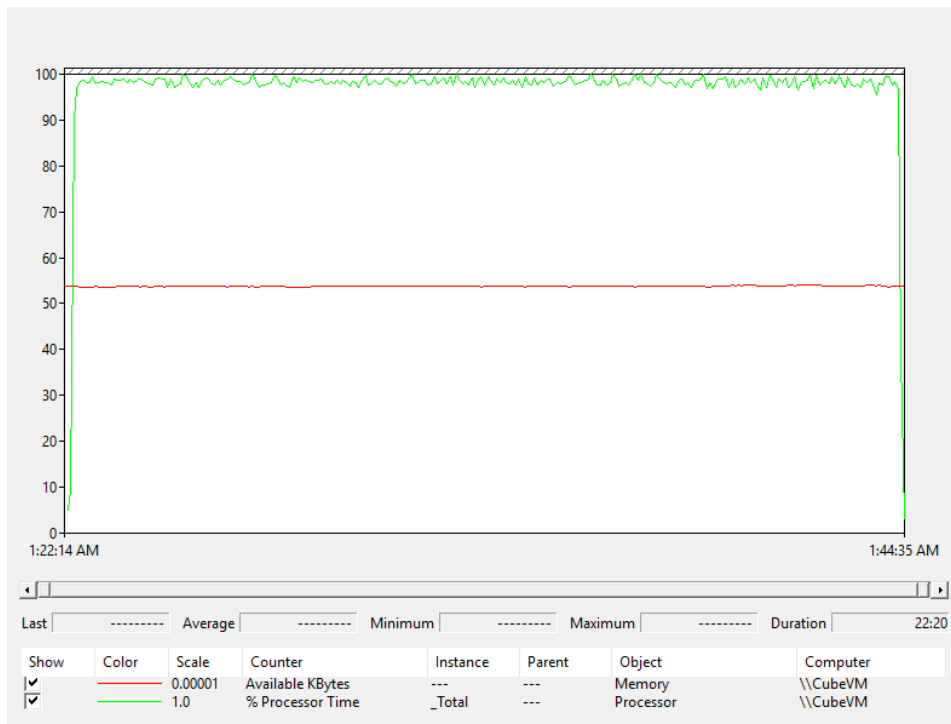 100
90
80
70
60
50
40
30
20
10
0
1:22:14 AM 1:44:35 AM
Last --------- Average --------- Minimum --------- Maximum --------- Duration 22:20
Show Color Scale Counter Instance Parent Object Computer
0.00001 Available KBytes --- --- Memory \\CubeVM
1.0 % Processor Time _Total --- Processor \\CubeVM